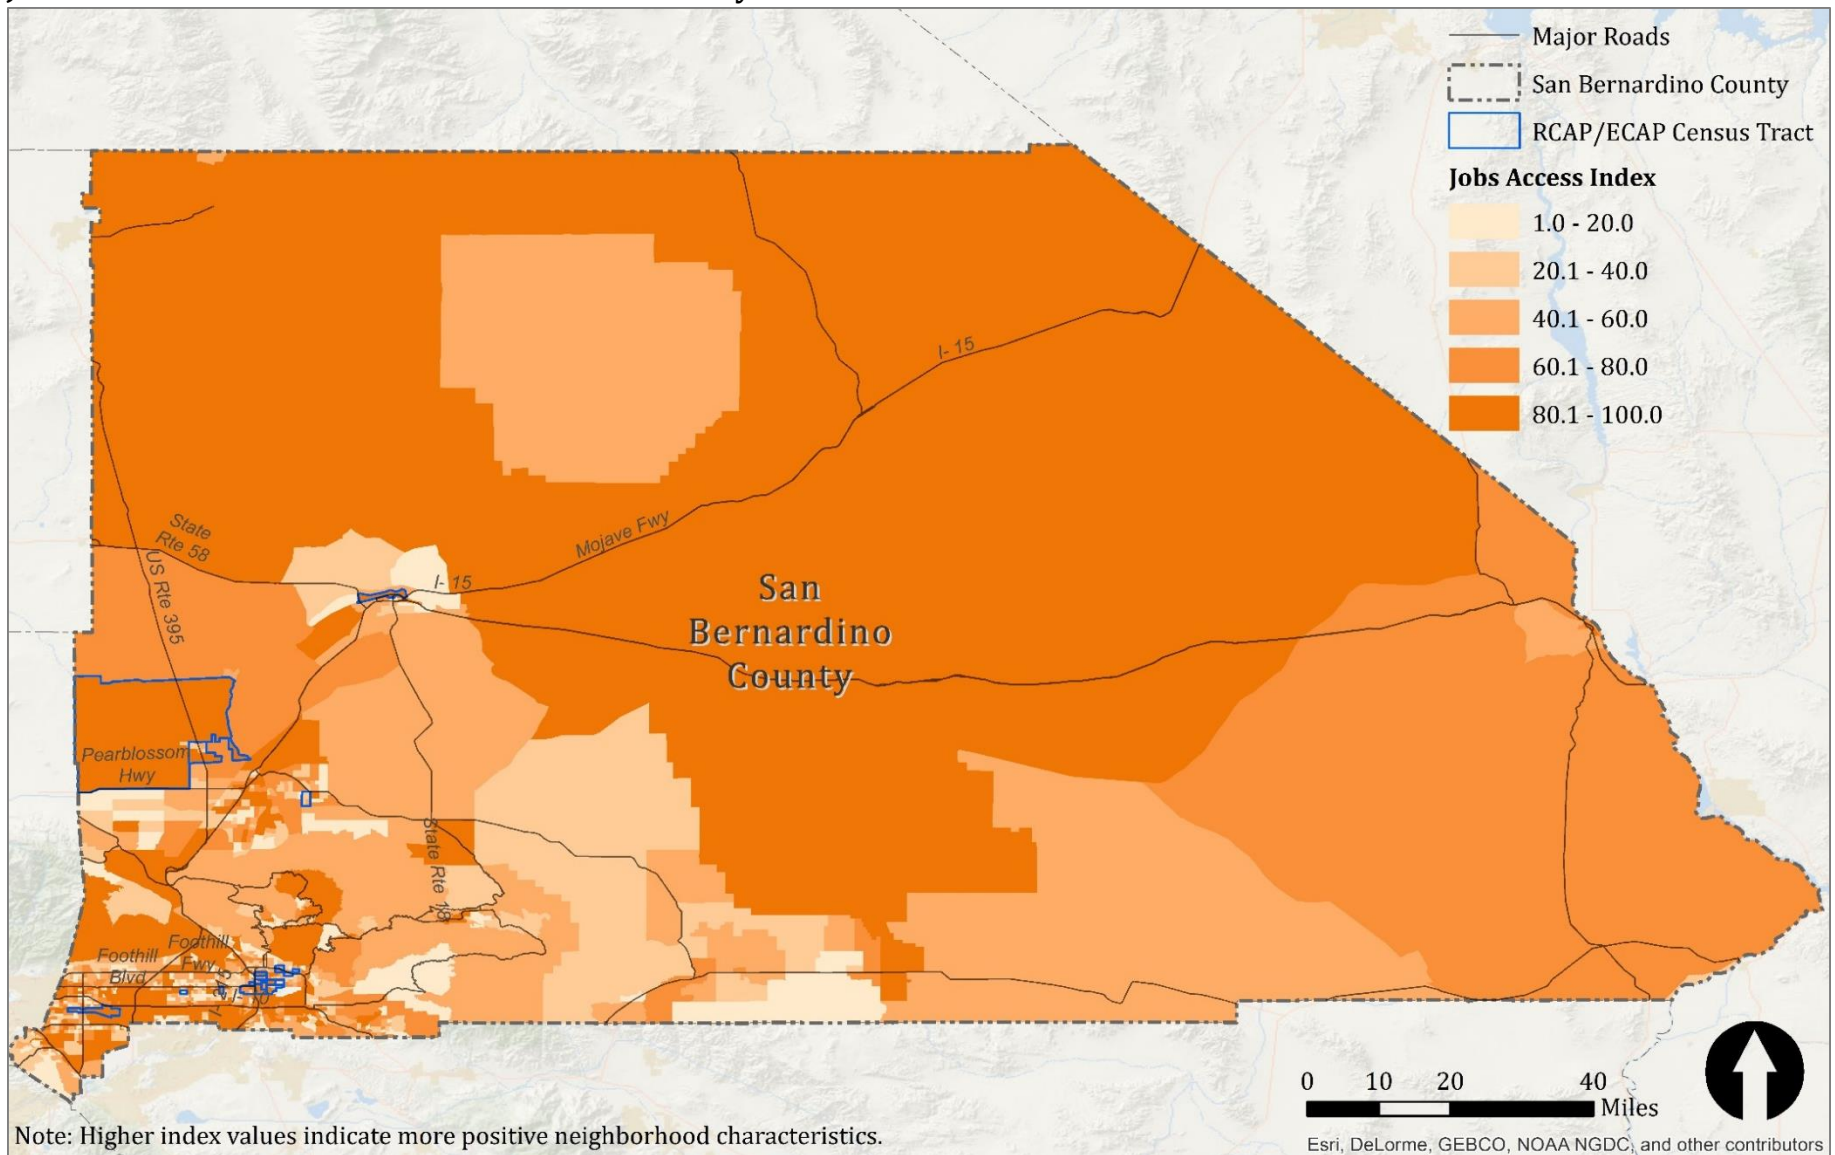 Major Roads
San Bernardino County
RCAP/ECAP Census Tract
Jobs Access Index
1.0 - 20.0
20.1 - 40.0
40.1 - 60.0
60.1 - 80.0
80.1 - 100.0
I- 15
State
Rte 58
US Rte 395
Mojave Fwy
I- 15
San
Bernardino
County
Pearblossom
Hwy
State Rte 18
Foothill
Blvd
Foothill
Fwy
0 10 20 40
Miles
Note: Higher index values indicate more positive neighborhood characteristics.
Esri, DeLorme, GEBCO, NOAA NGDC, and other contributors